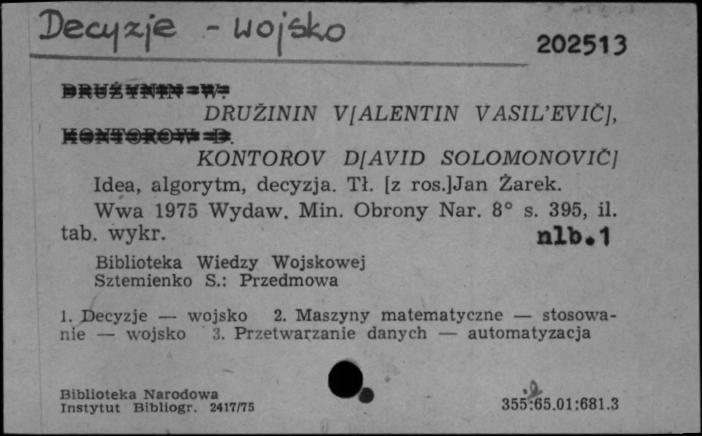 Decyzje - wojsko
202513
DRUŻYNIN W.
DRUŽININ V[ALENTIN VASIL'EVIČ],
KONTOROW D.
KONTOROV D[AVID SOLOMONOVIČ]
Idea, algorytm, decyzja. Tł. [z ros.]Jan Żarek.
Wwa 1975 Wydaw. Min. Obrony Nar. 8° s. 395, il.
tab. wykr. nlb.1
Biblioteka Wiedzy Wojskowej
Sztemienko S.: Przedmowa
1. Decyzje — wojsko 2. Maszyny matematyczne — stosowa-
nie — wojsko 3. Przetwarzanie danych — automatyzacja
Biblioteka Narodowa
Instytut Bibliogr. 2417/75
355:65.01:681.3